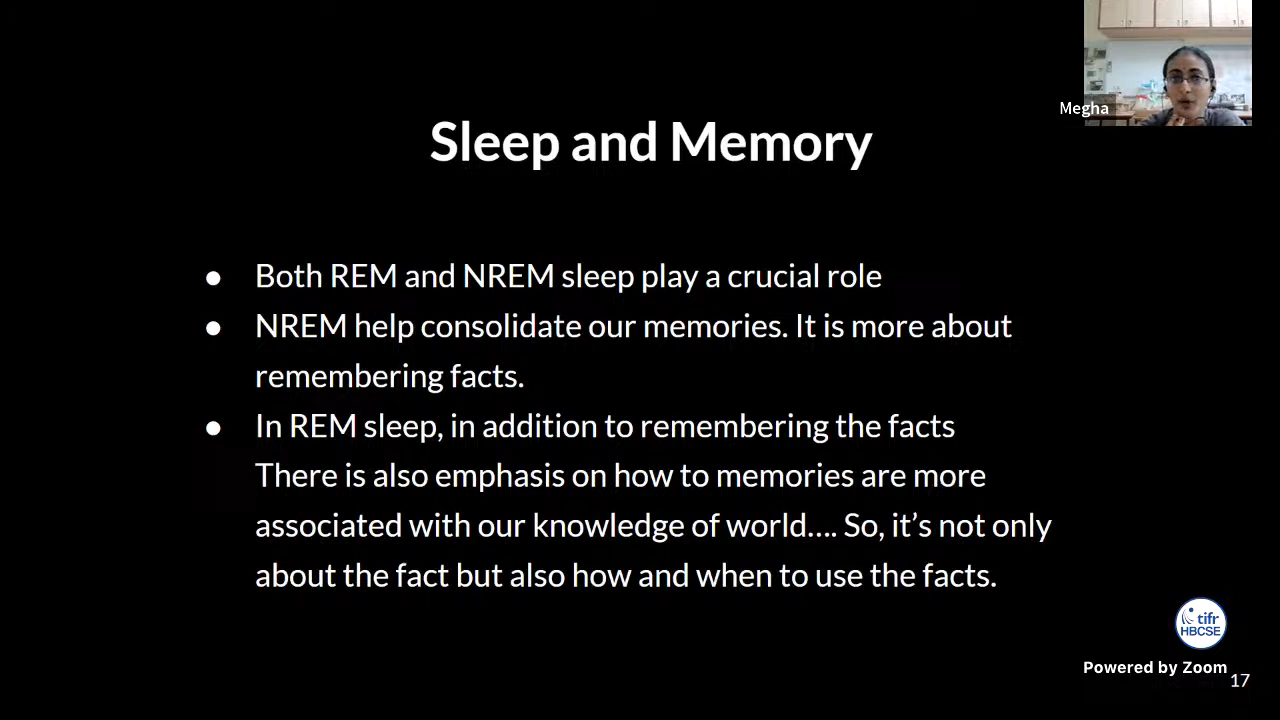 Megha
Sleep and Memory
● Both REM and NREM sleep play a crucial role
● NREM help consolidate our memories. It is more about
remembering facts.
● In REM sleep, in addition to remembering the facts
There is also emphasis on how to memories are more
associated with our knowledge of world.... So, it’s not only
about the fact but also how and when to use the facts.
tifr
HBCSE
Powered by Zoom
17